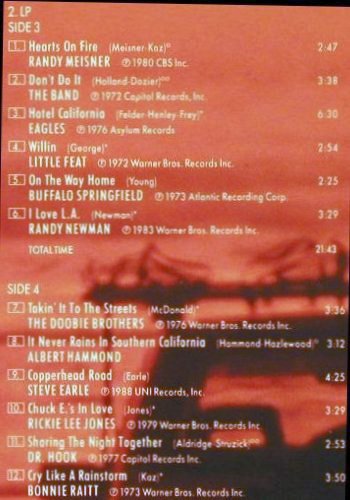 2. LP
SIDE 3
1. Hearts On Fire (Meisner-Kaz)° 2:47
RANDY MEISNER ℗ 1980 CBS Inc.
2. Don't Do It (Holland-Dozier)°° 3:38
THE BAND ℗ 1972 Capitol Records, Inc.
3. Hotel California (Felder-Henley-Frey)* 6:30
EAGLES ℗ 1976 Asylum Records
4. Willin (George)* 2:54
LITTLE FEAT ℗ 1972 Warner Bros. Records Inc.
5. On The Way Home (Young) 2:25
BUFFALO SPRINGFIELD ℗ 1973 Atlantic Recording Corp.
6. I Love L.A. (Newman)* 3:29
RANDY NEWMAN ℗ 1983 Warner Bros. Records Inc.
TOTAL TIME 21:43
SIDE 4
7. Takin' It To The Streets (McDonald)* 3:36
THE DOOBIE BROTHERS ℗ 1976 Warner Bros. Records Inc.
8. It Never Rains In Southern California (Hammond-Hazlewood)° 3:12
ALBERT HAMMOND
9. Copperhead Road (Earle) 4:25
STEVE EARLE ℗ 1988 UNI Records, Inc.
10. Chuck E.'s In Love (Jones)* 3:29
RICKIE LEE JONES ℗ 1979 Warner Bros. Records Inc.
11. Sharing The Night Together (Aldridge-Struzick)°° 2:53
DR. HOOK ℗ 1977 Capitol Records Inc.
12. Cry Like A Rainstorm (Kaz)* 3:50
BONNIE RAITT ℗ 1973 Warner Bros. Records Inc.